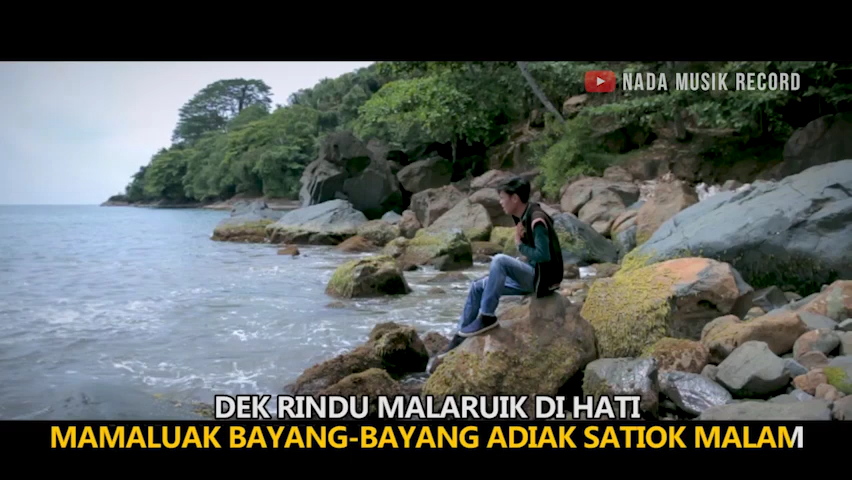 NADA MUSIK RECORD
DEK RINDU MALARUIK DI HATI
MAMALUAK BAYANG-BAYANG ADIAK SATIOK MALAM